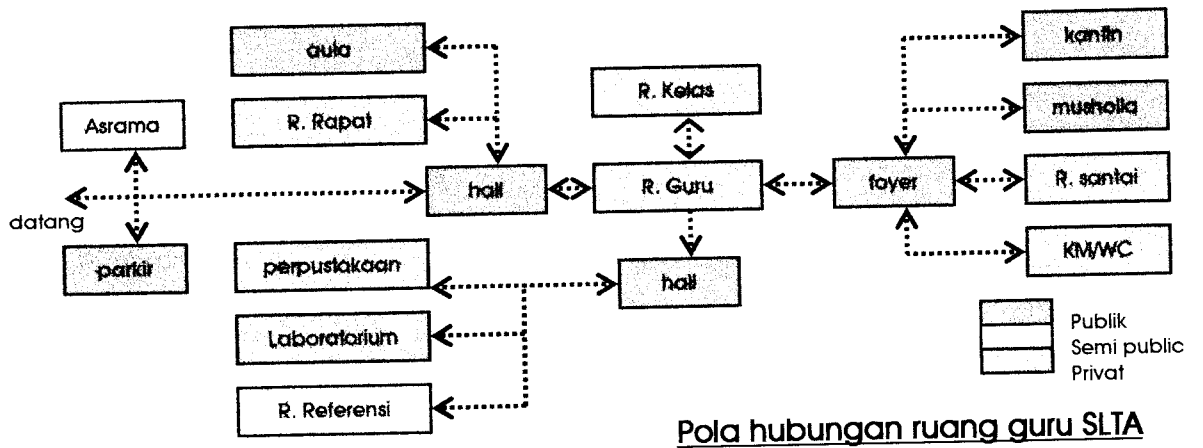 aula
kantin
R. Kelas
R. Rapat
musholla
Asrama
hall
R. Guru
foyer
R. santai
datang
parkir
perpustakaan
hall
KM/WC
Laboratorium
Publik
Semi public
Privat
R. Referensi
Pola hubungan ruang guru SLTA